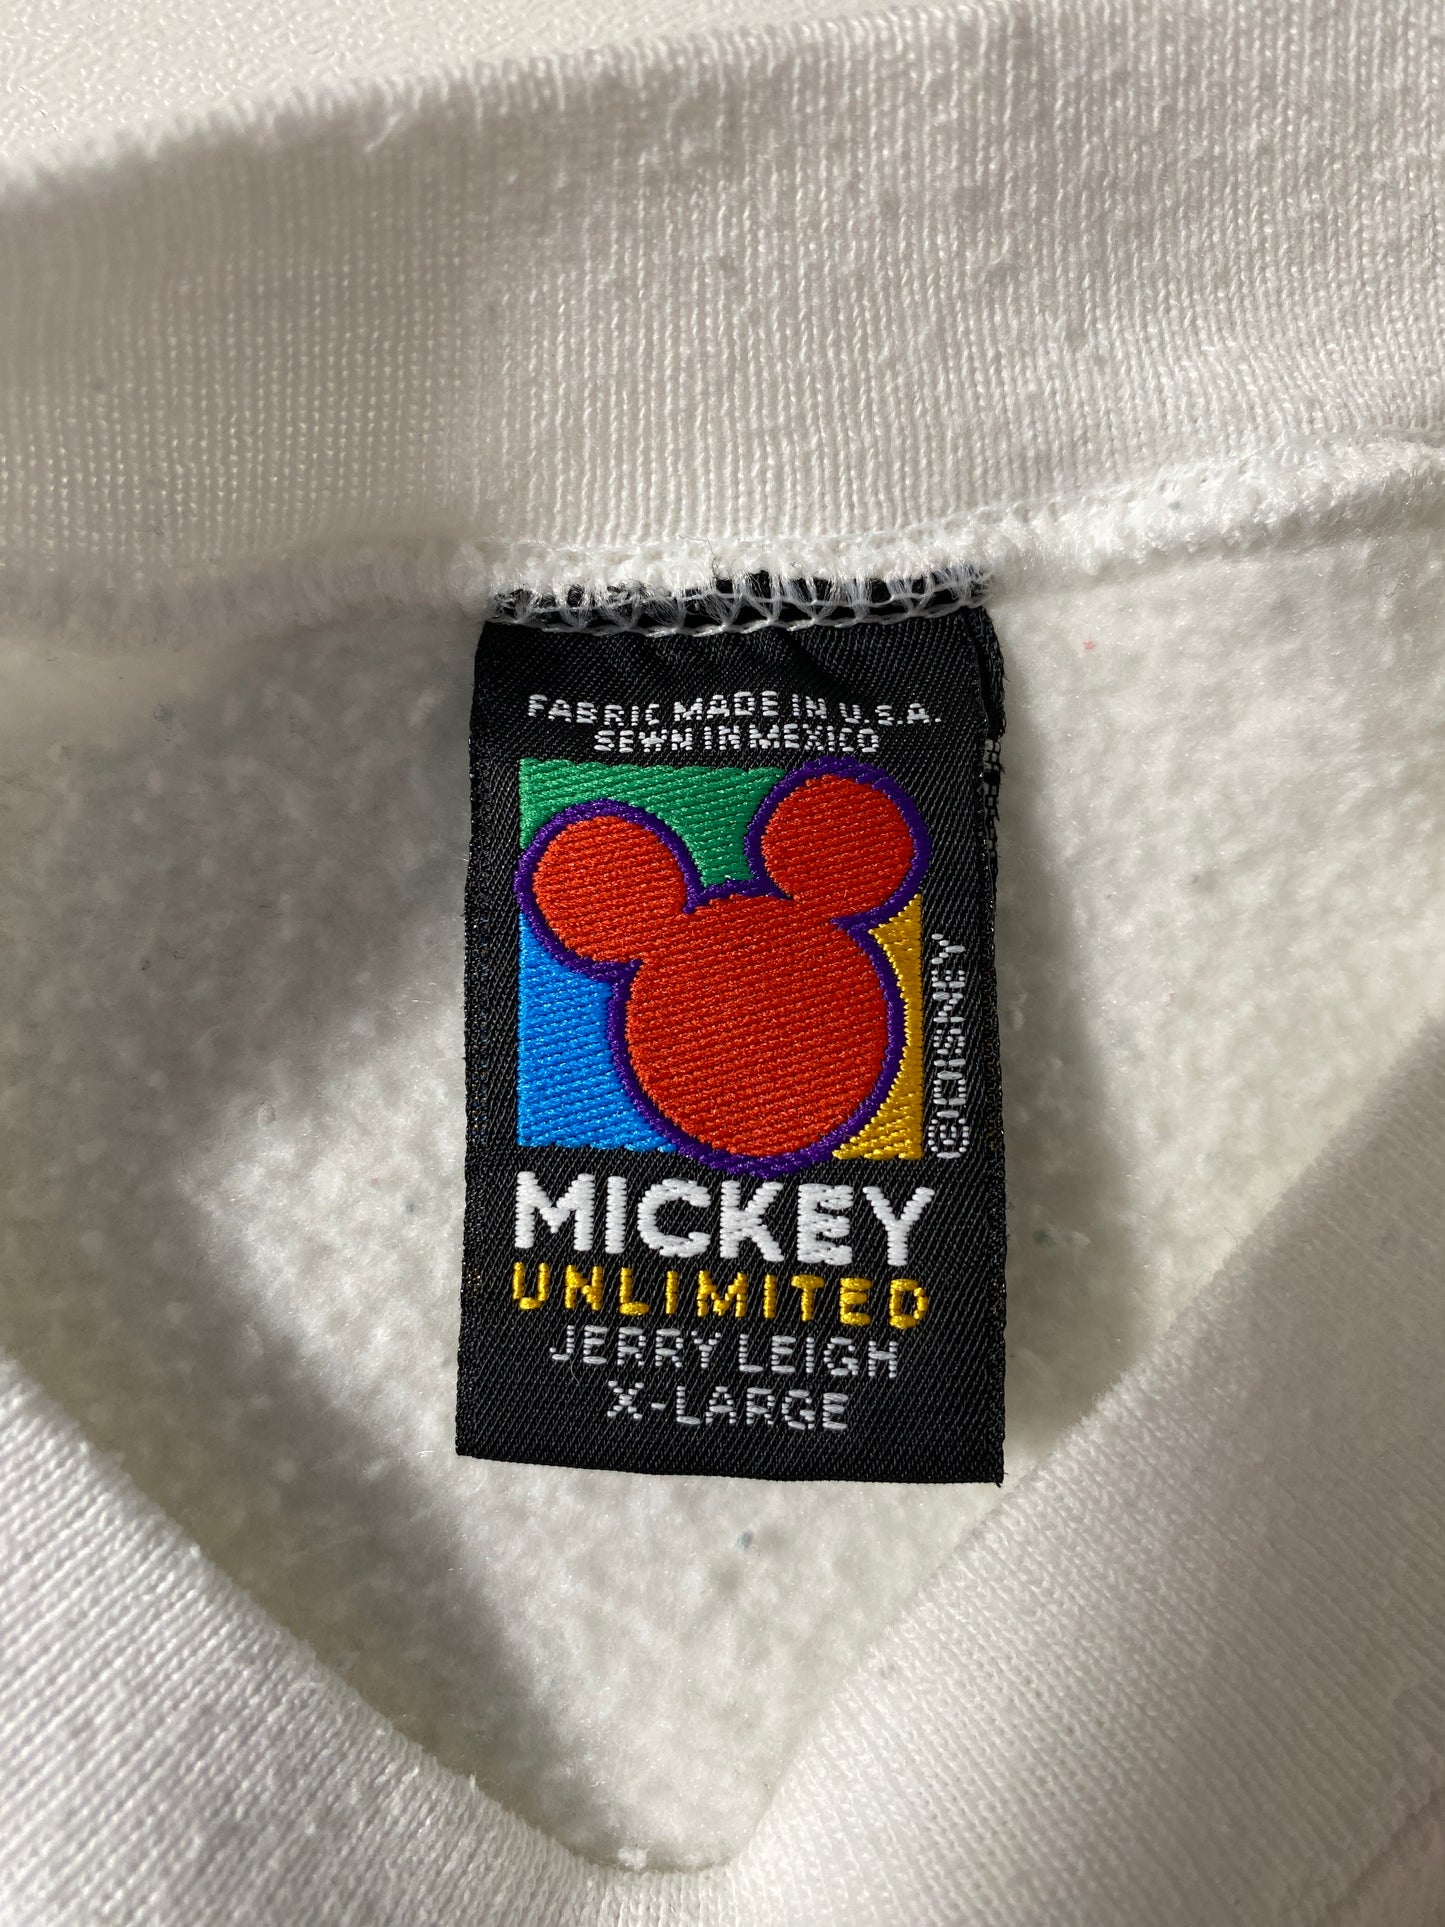 FABRIC MADE IN U.S.A.
SEWN IN MEXICO
©DISNEY
MICKEY
UNLIMITED
JERRY LEIGH
X-LARGE